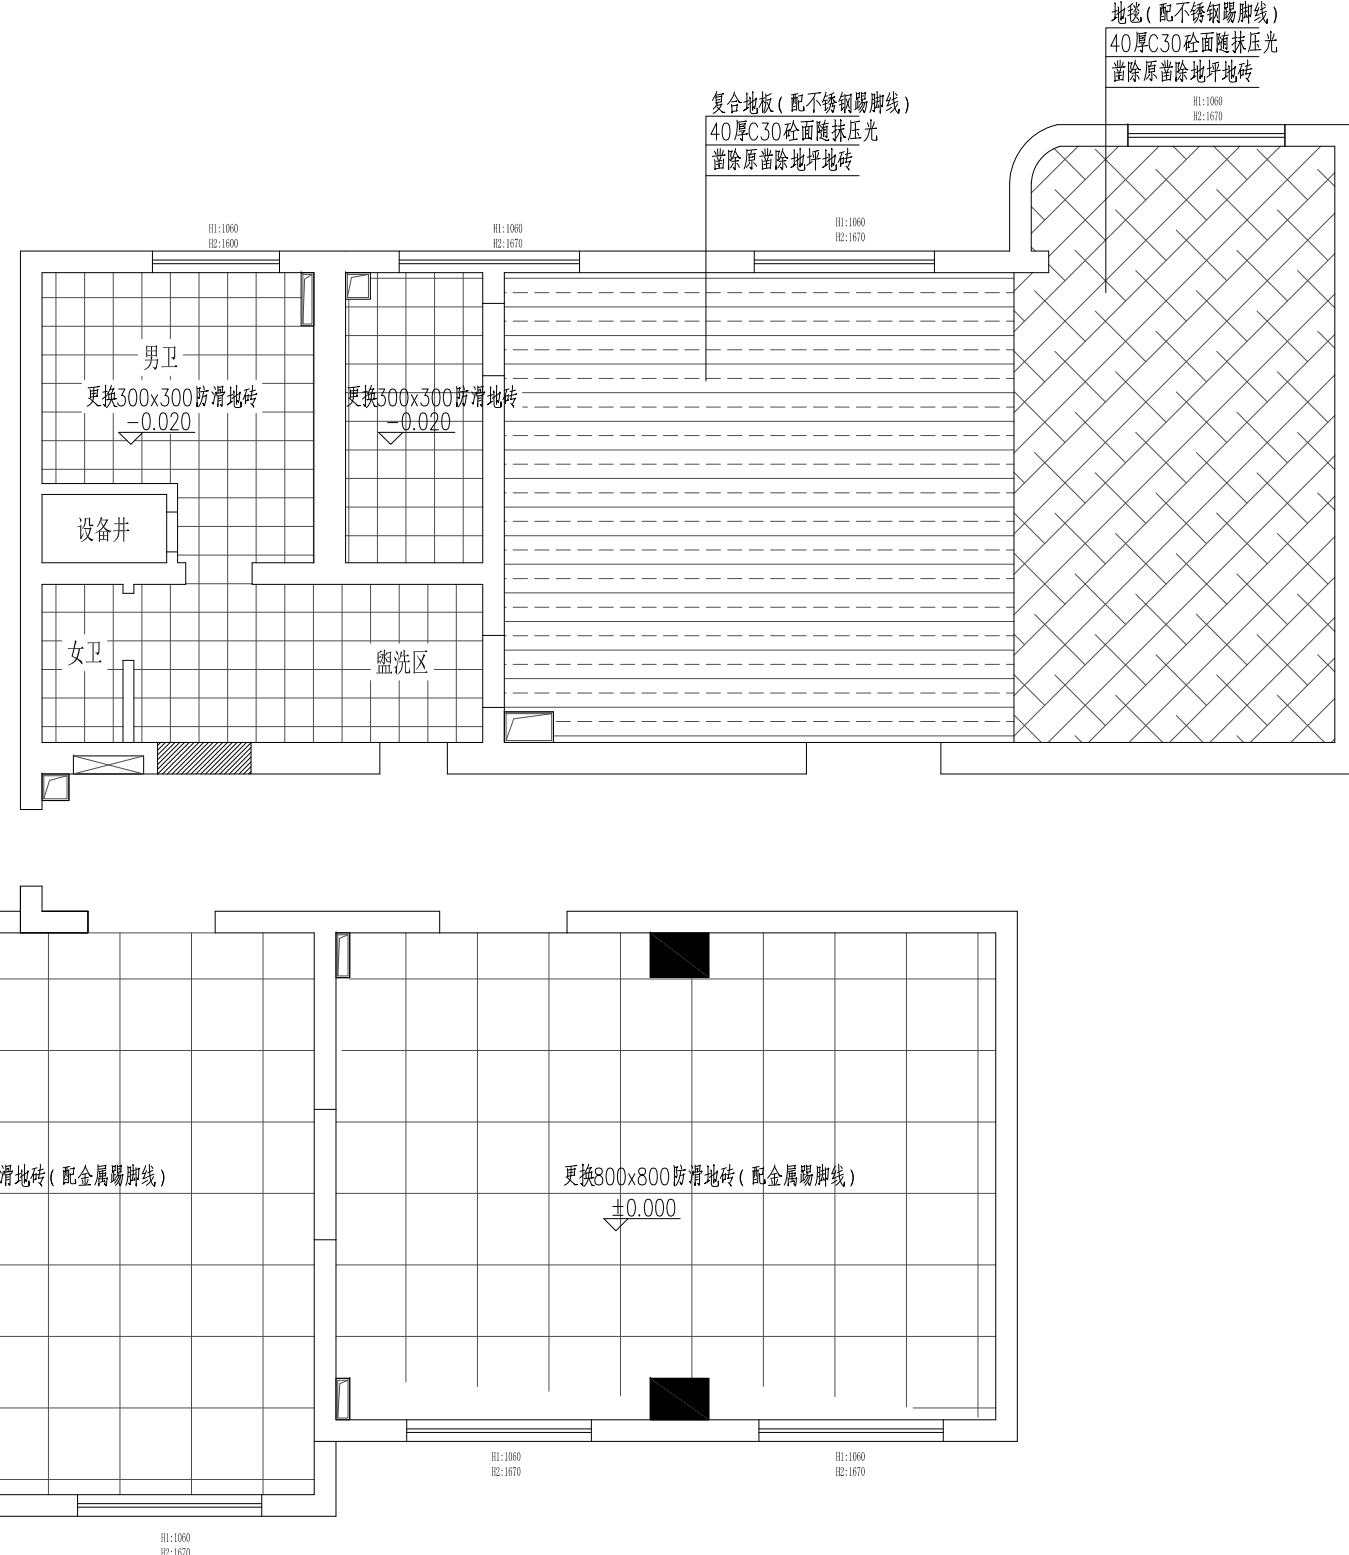 地毯(配不锈钢踢脚线)
40厚C30砼面随抹压光
凿除原凿除地坪地砖
H1:1060
H2:1670
复合地板(配不锈钢踢脚线)
40厚C30砼面随抹压光
凿除原凿除地坪地砖
H1:1060
H2:1600
H1:1060
H2:1670
H1:1060
H2:1670
男卫
更换300x300防滑地砖
-0.020
更换300x300防滑地砖
-0.020
设备井
女卫
盥洗区
滑地砖(配金属踢脚线)
更换800x800防滑地砖(配金属踢脚线)
±0.000
H1:1060
H2:1670
H1:1060
H2:1670
H1:1060
H2:1670